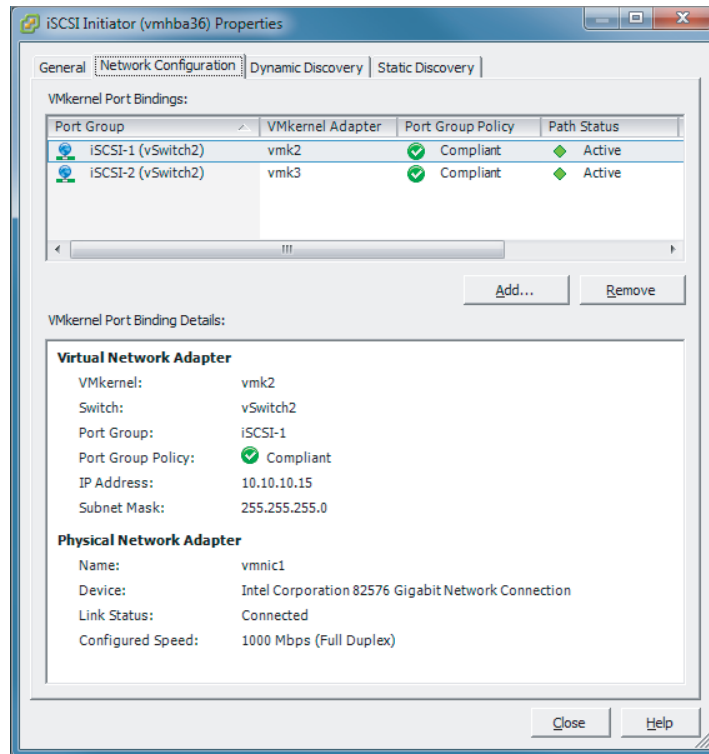 iSCSI Initiator (vmhba36) Properties
General Network Configuration Dynamic Discovery Static Discovery
VMkernel Port Bindings:
Port Group VMkernel Adapter Port Group Policy Path Status
iSCSI-1 (vSwitch2) vmk2 Compliant Active
iSCSI-2 (vSwitch2) vmk3 Compliant Active
Add... Remove
VMkernel Port Binding Details:
Virtual Network Adapter
VMkernel: vmk2
Switch: vSwitch2
Port Group: iSCSI-1
Port Group Policy: Compliant
IP Address: 10.10.10.15
Subnet Mask: 255.255.255.0
Physical Network Adapter
Name: vmnic1
Device: Intel Corporation 82576 Gigabit Network Connection
Link Status: Connected
Configured Speed: 1000 Mbps (Full Duplex)
Close Help